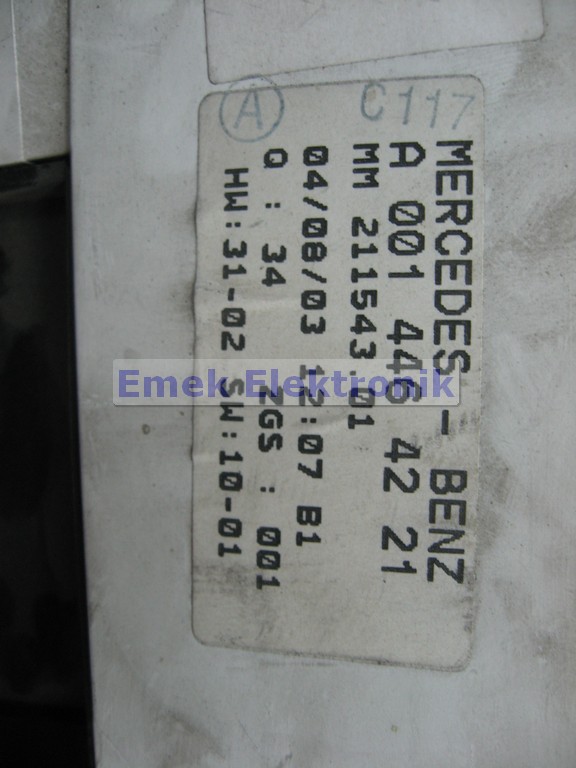 A C117
MERCEDES - BENZ
A 001 446 42 21
MM 211543.01
04/08/03 12:07 B1
Q : 34 ZGS : 001
HW:31-02 SW:10-01
Emek Elektronik